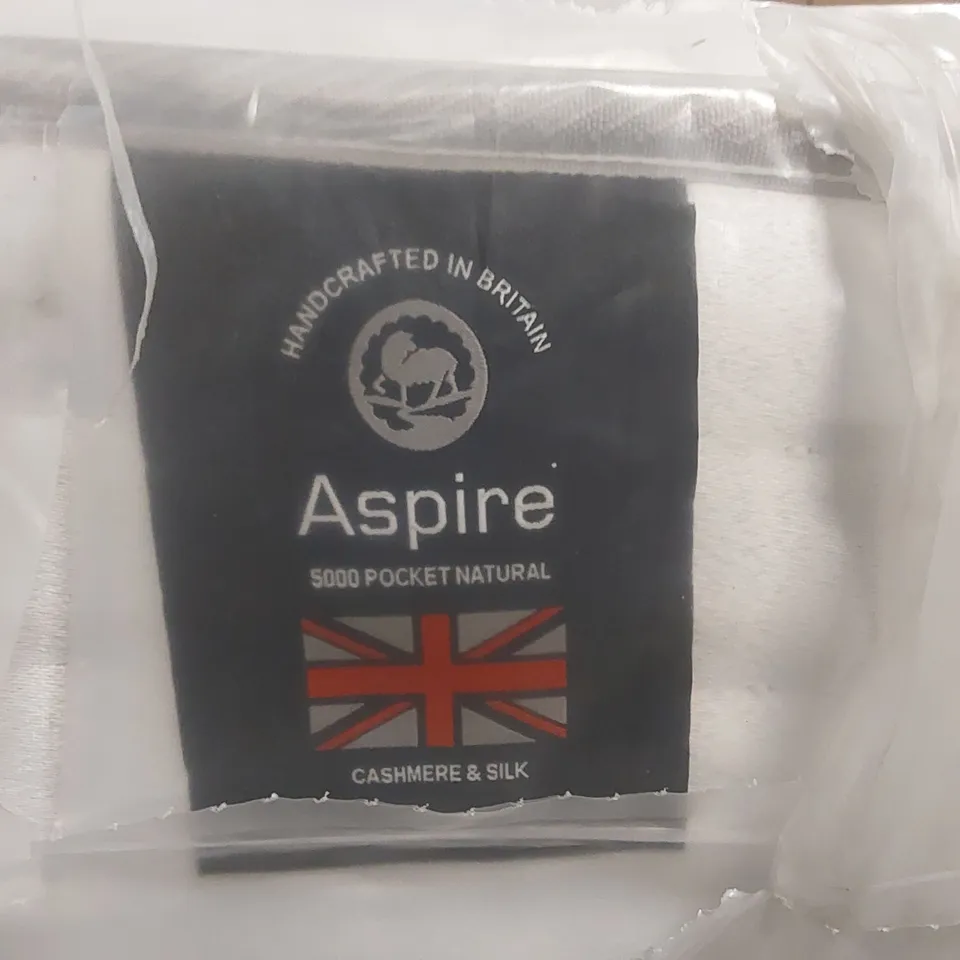 HANDCRAFTED IN BRITAIN
Aspire
5000 POCKET NATURAL
CASHMERE & SILK